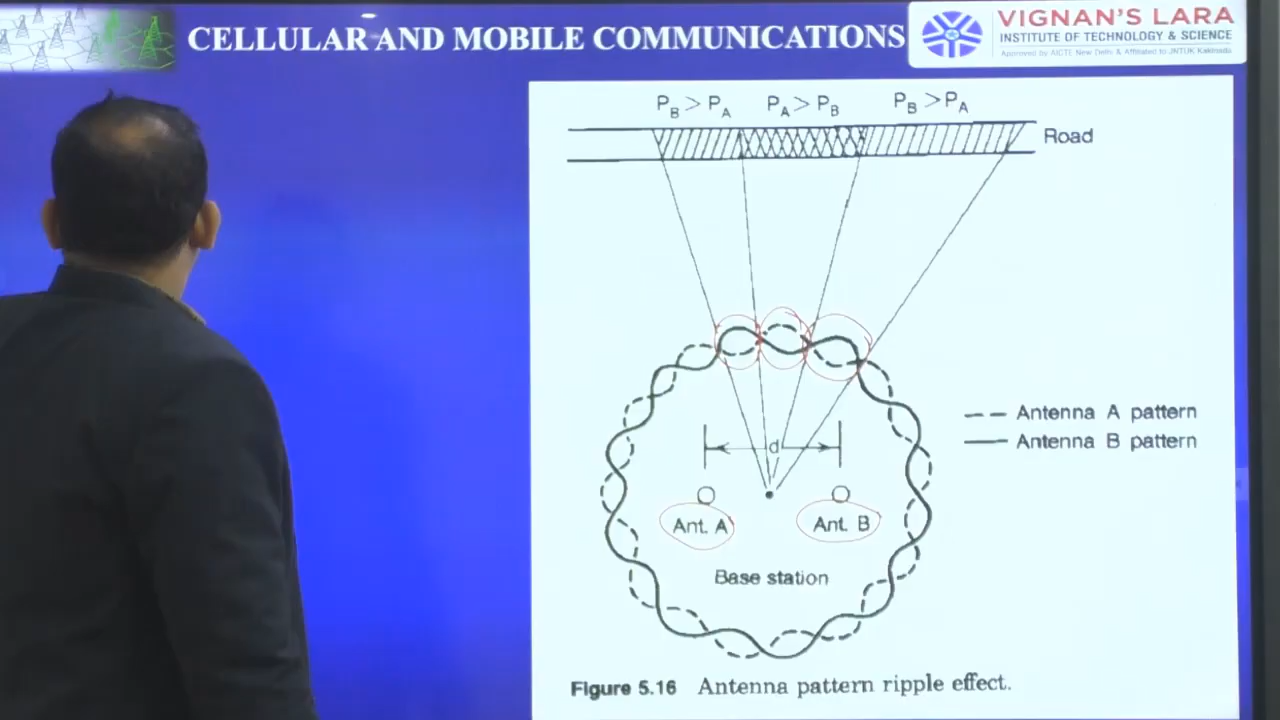 CELLULAR AND MOBILE COMMUNICATIONS
VIGNAN'S LARA
INSTITUTE OF TECHNOLOGY & SCIENCE
Approved by AICTE New Delhi & Affiliated to JNTUK Kakinada
P_B > P_A P_A > P_B P_B > P_A
Road
d
Antenna A pattern
Antenna B pattern
Ant. A Ant. B
Base station
Figure 5.16 Antenna pattern ripple effect.